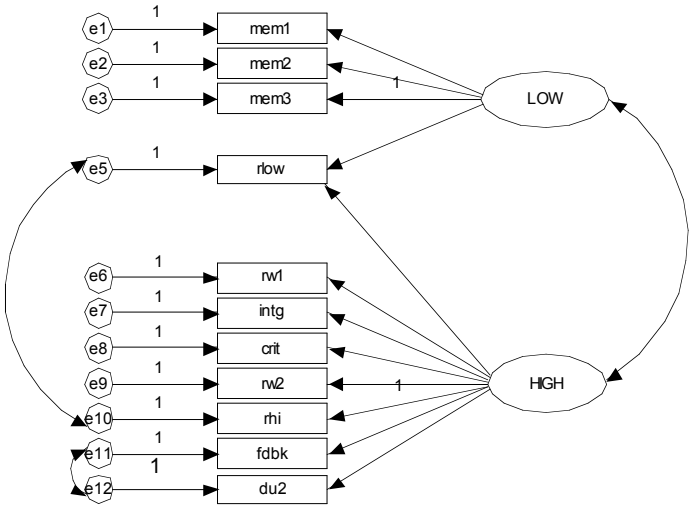 1
e1 mem1
1
e2 mem2
1
e3 mem3 1 LOW
1
e5 rlow
1
e6 rw1
1
e7 intg
1
e8 crit
1
e9 rw2 1 HIGH
1
e10 rhi
1
e11 fdbk
1
e12 du2